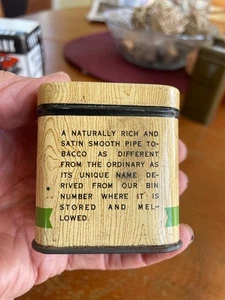 A NATURALLY RICH AND
SATIN SMOOTH PIPE TO-
BACCO AS DIFFERENT
FROM THE ORDINARY AS
ITS UNIQUE NAME DE-
RIVED FROM OUR BIN
NUMBER WHERE IT IS
STORED AND MEL-
LOWED.